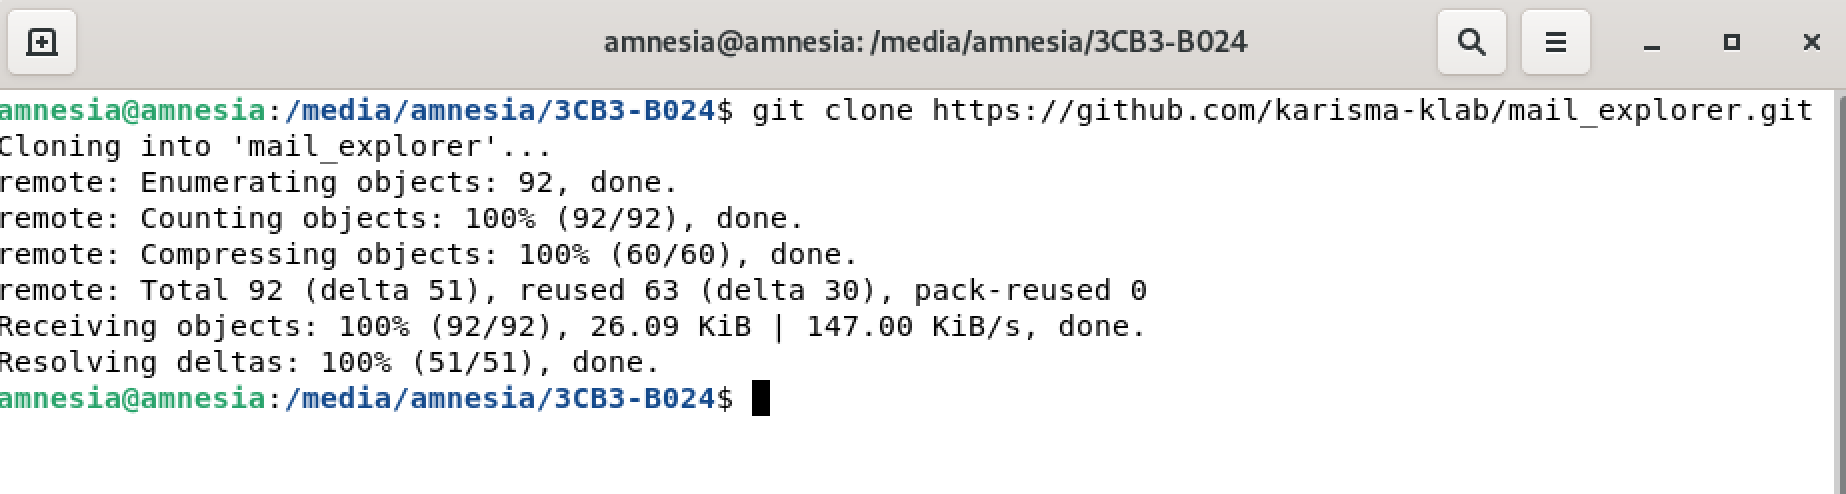 amnesia@amnesia: /media/amnesia/3CB3-B024
amnesia@amnesia:/media/amnesia/3CB3-B024$ git clone https://github.com/karisma-klab/mail_explorer.git
Cloning into 'mail_explorer'...
remote: Enumerating objects: 92, done.
remote: Counting objects: 100% (92/92), done.
remote: Compressing objects: 100% (60/60), done.
remote: Total 92 (delta 51), reused 63 (delta 30), pack-reused 0
Receiving objects: 100% (92/92), 26.09 KiB | 147.00 KiB/s, done.
Resolving deltas: 100% (51/51), done.
amnesia@amnesia:/media/amnesia/3CB3-B024$